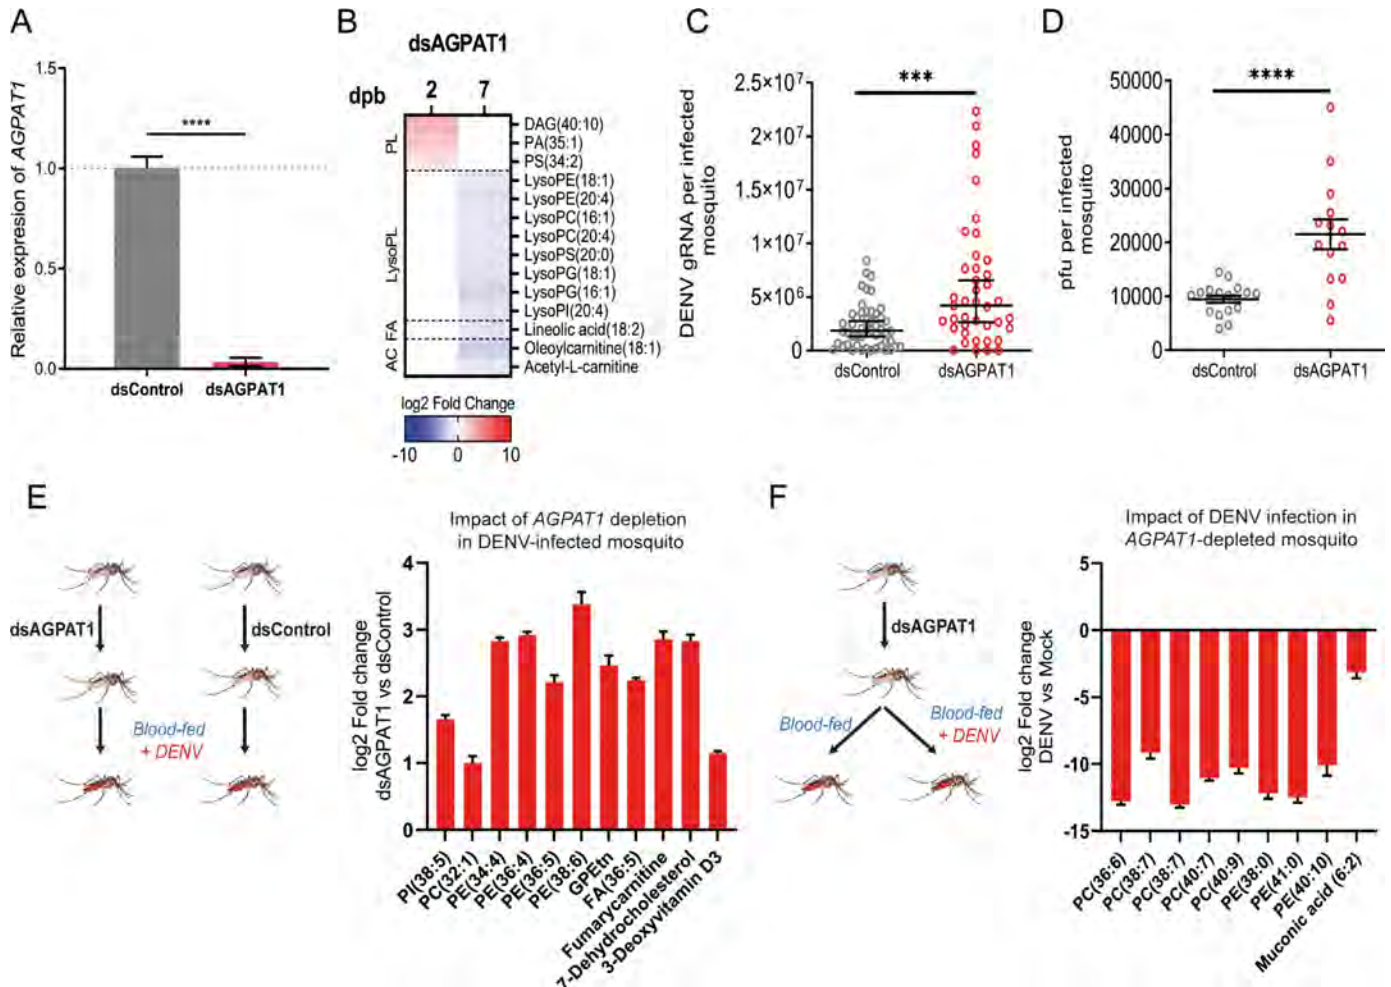 A
Relative expression of AGPAT1
1.5
1.0
0.5
0.0
****
dsControl
dsAGPAT1
B
dsAGPAT1
dpb
2
7
PL
LysoPL
FA
AC
DAG(40:10)
PA(35:1)
PS(34:2)
LysoPE(18:1)
LysoPE(20:4)
LysoPC(16:1)
LysoPC(20:4)
LysoPS(20:0)
LysoPG(18:1)
LysoPG(16:1)
LysoPI(20:4)
Lineolic acid(18:2)
Oleoylcarnitine(18:1)
Acetyl-L-carnitine
log2 Fold Change
-10
0
10
C
DENV gRNA per infected
mosquito
2.5×10⁷
2×10⁷
1.5×10⁷
1×10⁷
5×10⁶
0
***
dsControl
dsAGPAT1
D
pfu per infected
mosquito
50000
40000
30000
20000
10000
0
****
dsControl
dsAGPAT1
E
dsAGPAT1
dsControl
Blood-fed
+ DENV
Impact of AGPAT1 depletion
in DENV-infected mosquito
log2 Fold change
dsAGPAT1 vs dsControl
4
3
2
1
0
PI(38:5)
PC(32:1)
PE(34:4)
PE(36:4)
PE(36:5)
PE(38:6)
GPEtn
FA(36:5)
Fumarycarnitine
7-Dehydrocholesterol
3-Deoxyvitamin D3
F
dsAGPAT1
Blood-fed
Blood-fed
+ DENV
Impact of DENV infection in
AGPAT1-depleted mosquito
log2 Fold change
DENV vs Mock
5
0
-5
-10
-15
PC(36:6)
PC(38:7)
PC(38:7)
PC(40:7)
PC(40:9)
PE(38:0)
PE(41:0)
PE(40:10)
Muconic acid (6:2)